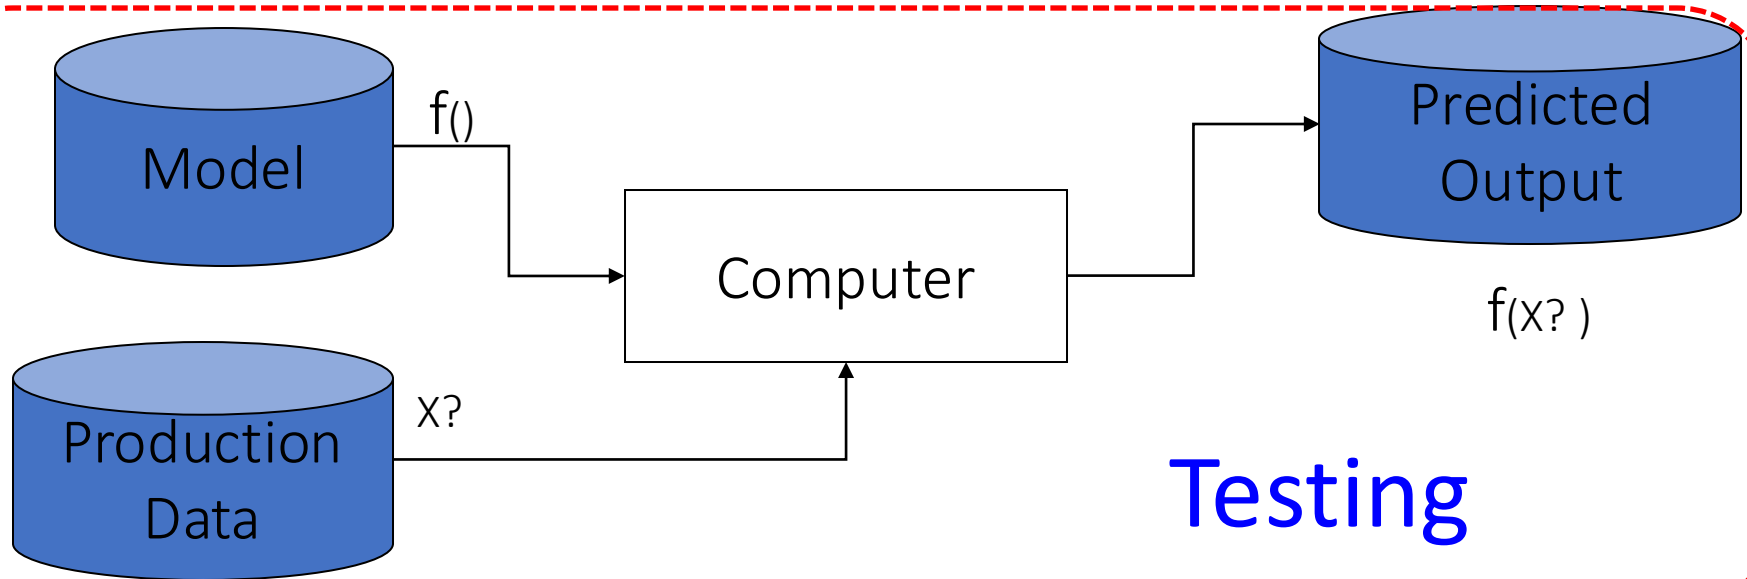 Model
f()
Computer
Predicted
Output
f(X? )
Production
Data
X?
Testing